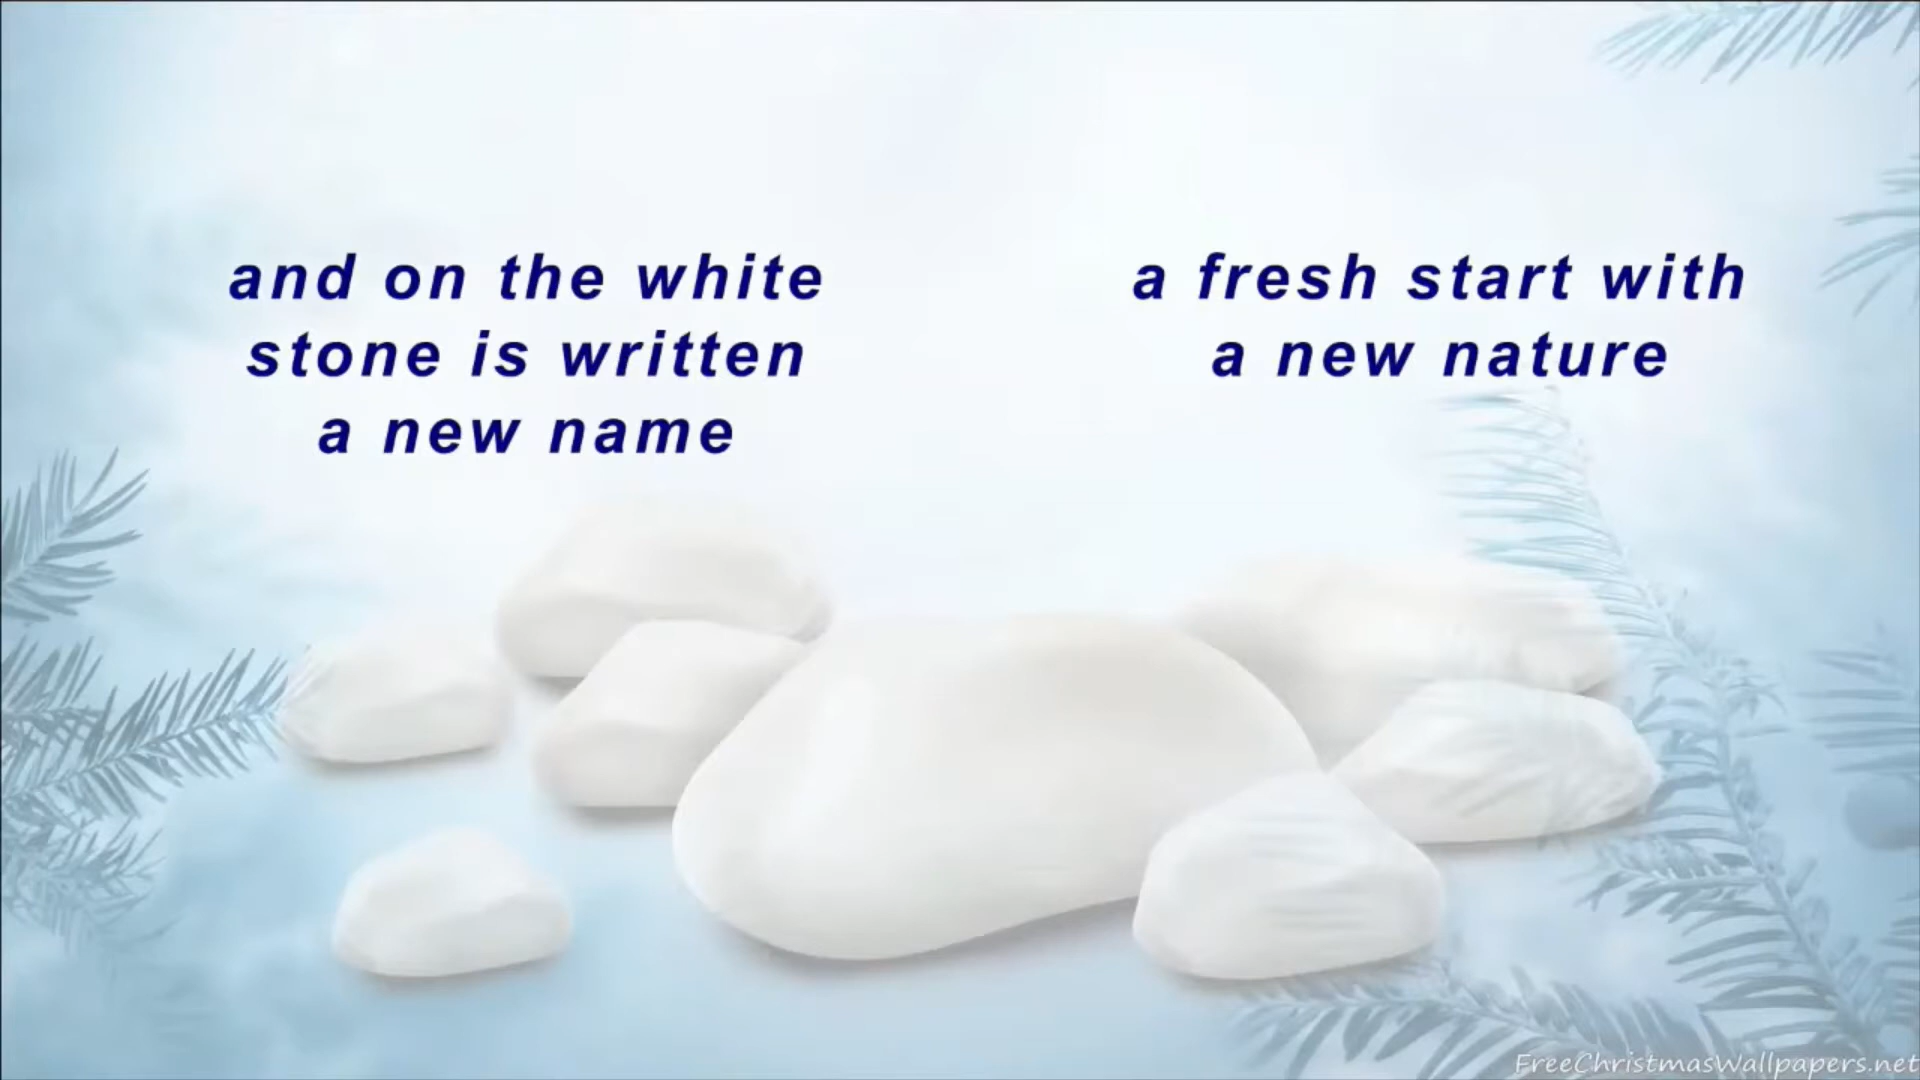 and on the white
stone is written
a new name
a fresh start with
a new nature
FreeChristmasWallpapers.net